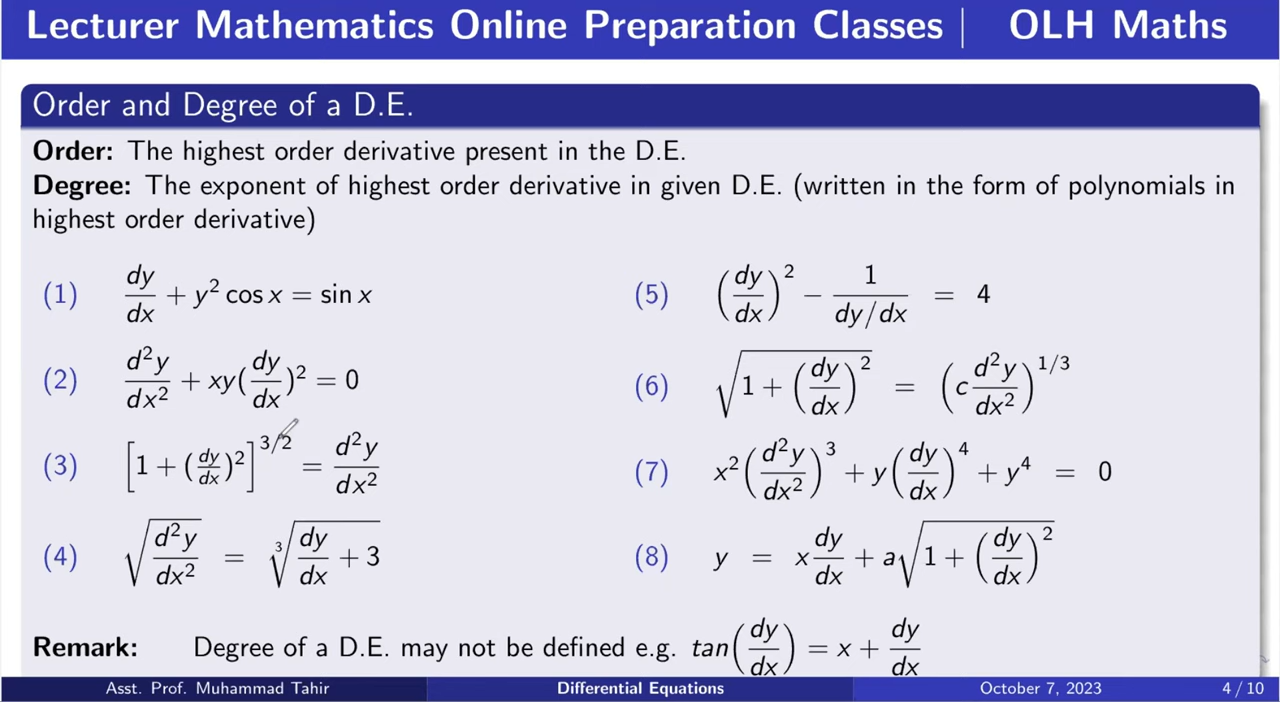 Lecturer Mathematics Online Preparation Classes | OLH Maths
Order and Degree of a D.E.
Order: The highest order derivative present in the D.E.
Degree: The exponent of highest order derivative in given D.E. (written in the form of polynomials in
highest order derivative)
(1) dy/dx + y² cos x = sin x
(2) d²y/dx² + xy(dy/dx)² = 0
(3) [1 + (dy/dx)²]^{3/2} = d²y/dx²
(4) √(d²y/dx²) = ∛(dy/dx + 3)
(5) (dy/dx)² − 1/(dy/dx) = 4
(6) √(1 + (dy/dx)²) = (c d²y/dx²)^{1/3}
(7) x²(d²y/dx²)³ + y(dy/dx)⁴ + y⁴ = 0
(8) y = x dy/dx + a√(1 + (dy/dx)²)
Remark: Degree of a D.E. may not be defined e.g. tan(dy/dx) = x + dy/dx
Asst. Prof. Muhammad Tahir Differential Equations October 7, 2023 4 / 10